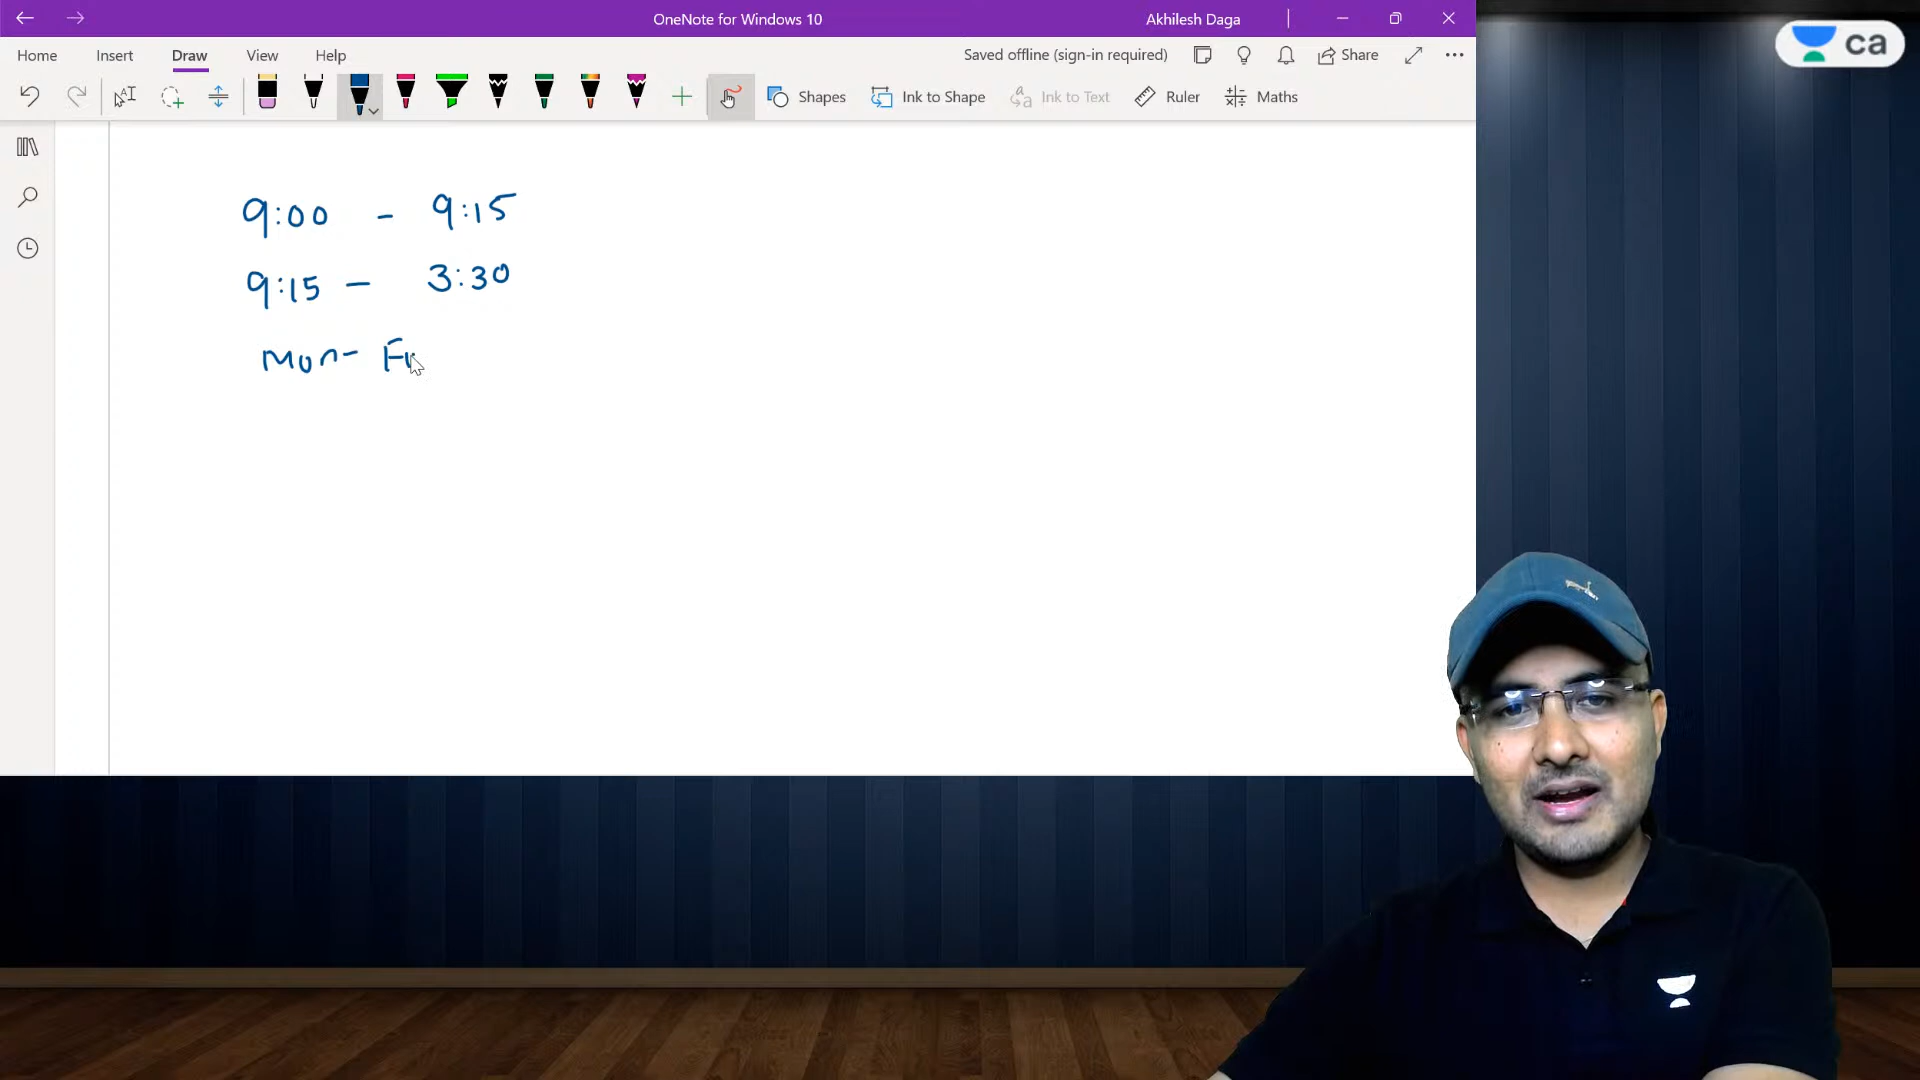 OneNote for Windows 10 Akhilesh Daga
Home Insert Draw View Help Saved offline (sign-in required) Share
Shapes Ink to Shape Ink to Text Ruler Maths
ca
9:00 - 9:15
9:15 - 3:30
Mon- Fr